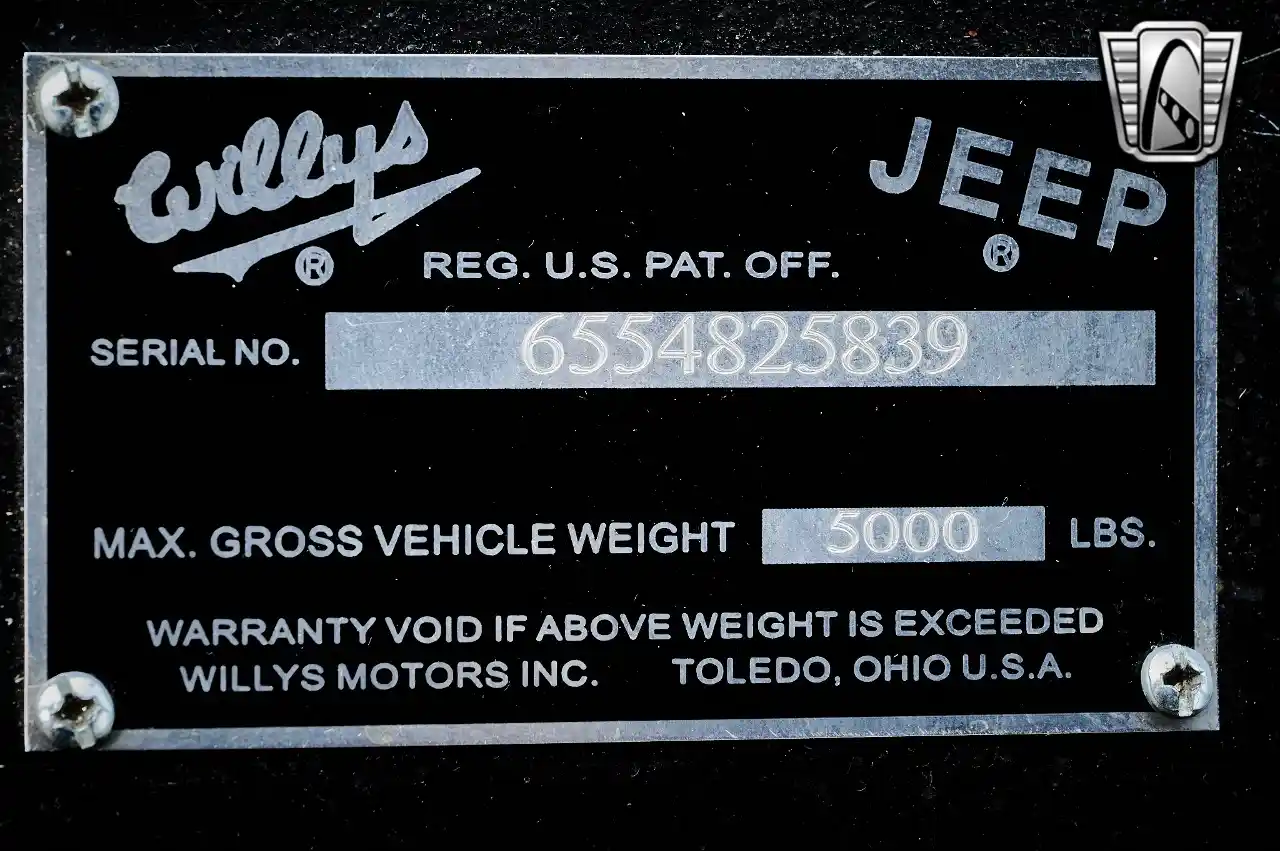 Willys ® JEEP ®
REG. U.S. PAT. OFF.
SERIAL NO. 6554825839
MAX. GROSS VEHICLE WEIGHT 5000 LBS.
WARRANTY VOID IF ABOVE WEIGHT IS EXCEEDED
WILLYS MOTORS INC. TOLEDO, OHIO U.S.A.